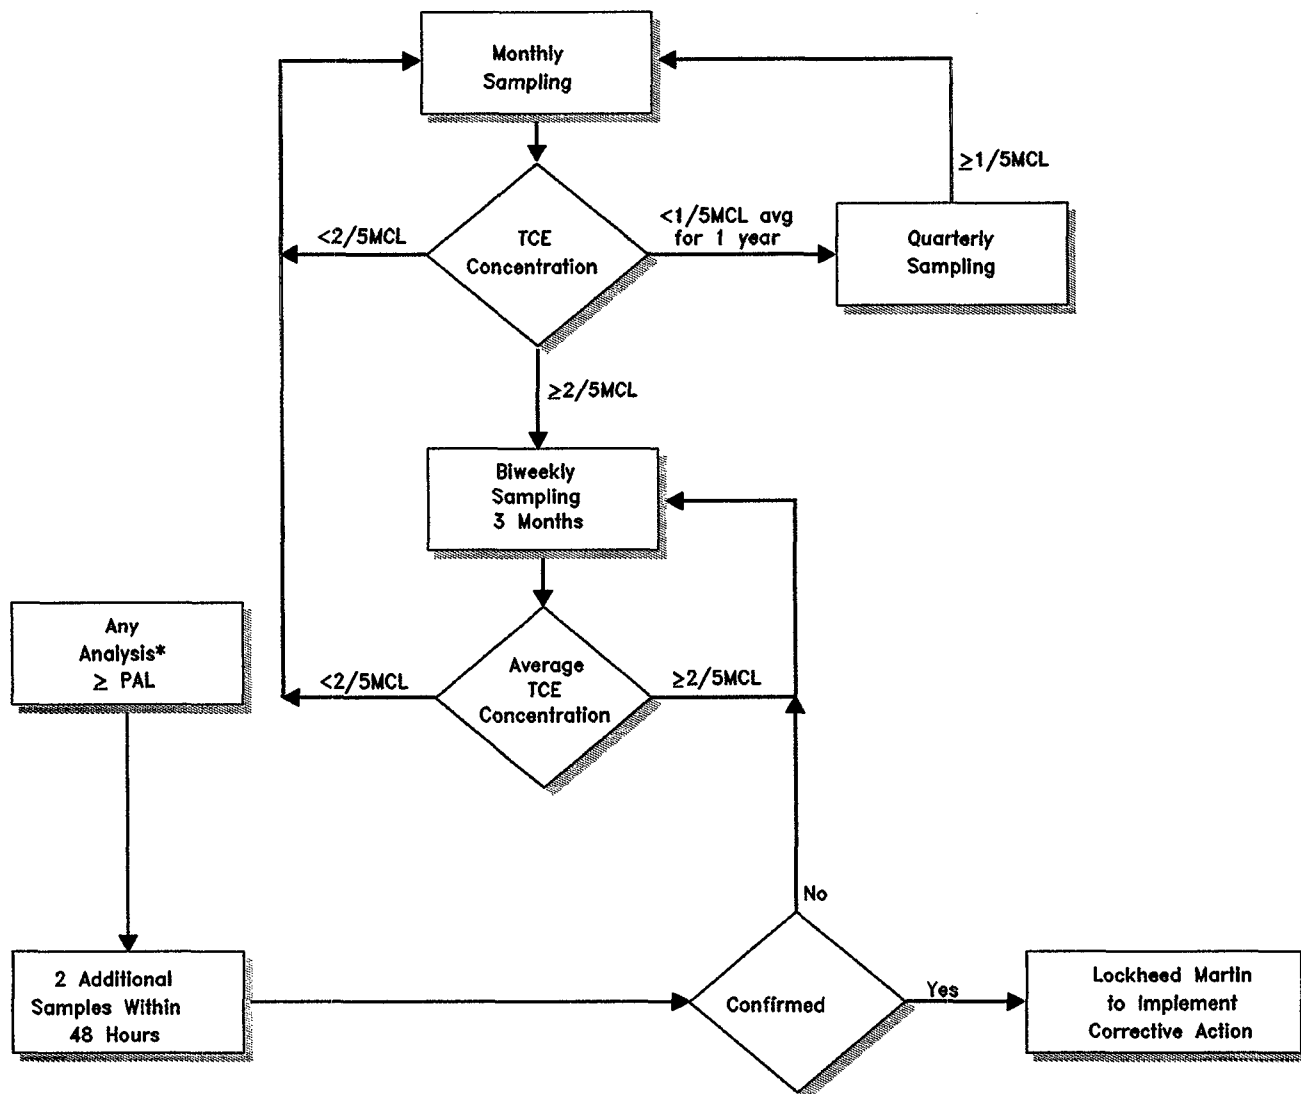 Monthly
Sampling
≥1/5MCL
<2/5MCL
TCE
Concentration
<1/5MCL avg
for 1 year
Quarterly
Sampling
≥2/5MCL
Biweekly
Sampling
3 Months
Any
Analysis*
≥ PAL
<2/5MCL
Average
TCE
Concentration
≥2/5MCL
No
2 Additional
Samples Within
48 Hours
Confirmed
Yes
Lockheed Martin
to Implement
Corrective Action